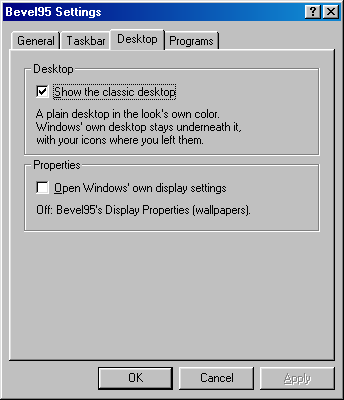 Bevel95 Settings
General Taskbar Desktop Programs
Desktop
Show the classic desktop
A plain desktop in the look's own color.
Windows' own desktop stays underneath it,
with your icons where you left them.
Properties
Open Windows' own display settings
Off: Bevel95's Display Properties (wallpapers).
OK Cancel Apply